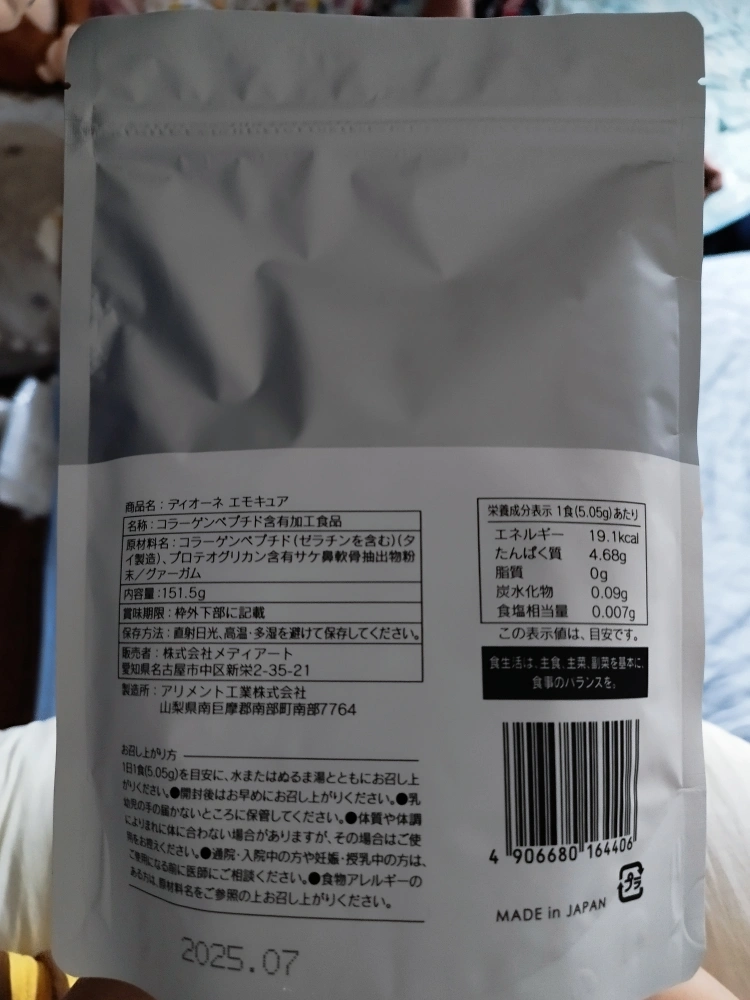 商品名：ディオーネ エモキュア
名称：コラーゲンペプチド含有加工食品
原材料名：コラーゲンペプチド(ゼラチンを含む)(タ
イ製造)、プロテオグリカン含有サケ鼻軟骨抽出物粉
末／グァーガム
内容量：151.5g
賞味期限：枠外下部に記載
保存方法：直射日光、高温・多湿を避けて保存してください。
販売者：株式会社メディアート
愛知県名古屋市中区新栄2-35-21
製造所：アリメント工業株式会社
山梨県南巨摩郡南部町南部7764
お召し上がり方
1日1食(5.05g)を目安に、水またはぬるま湯とともにお召し上
がりください。●開封後はお早めにお召し上がりください。●乳
幼児の手の届かないところに保管してください。●体質や体調
によりまれに体に合わない場合がありますが、その場合はご使
用をお控えください。●通院・入院中の方や妊娠・授乳中の方は、
ご使用になる前に医師にご相談ください。●食物アレルギーの
ある方は、原材料名をご参照の上お召し上がりください。
2025.07
栄養成分表示 1食(5.05g)あたり
エネルギー 19.1kcal
たんぱく質 4.68g
脂質 0g
炭水化物 0.09g
食塩相当量 0.007g
この表示値は、目安です。
食生活は、主食、主菜、副菜を基本に、
食事のバランスを。
4 906680 164406
プラ
MADE in JAPAN